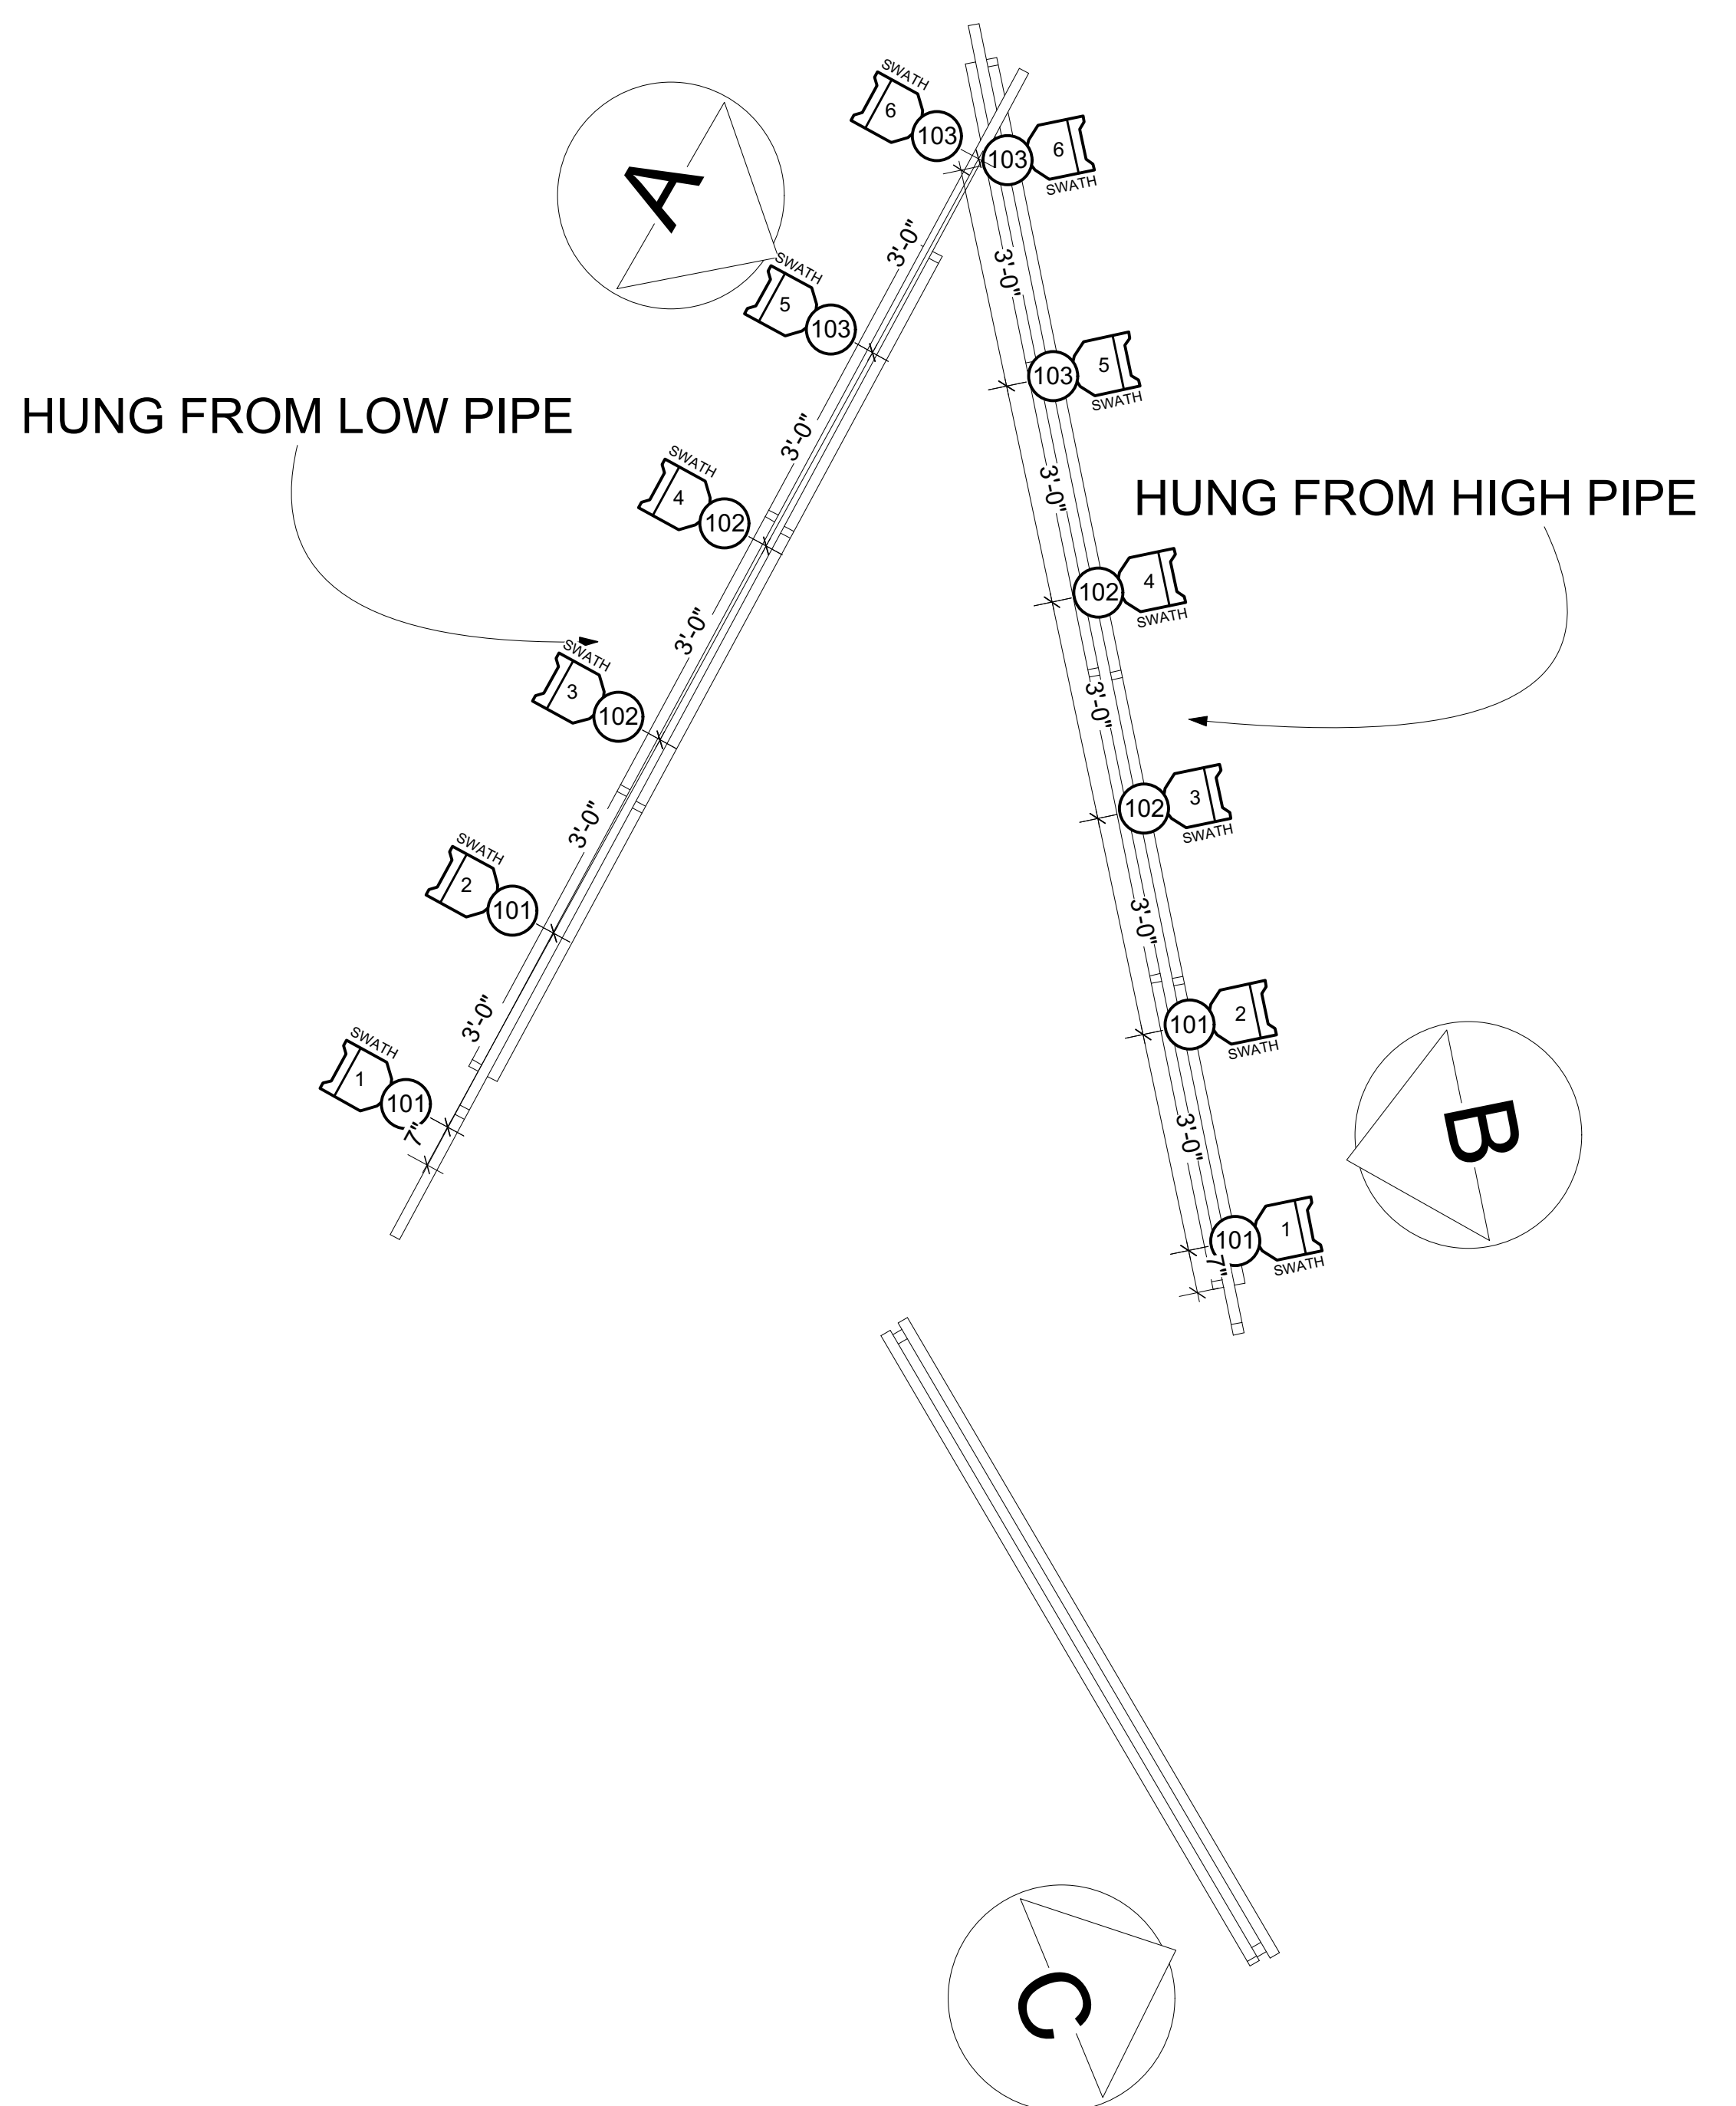 SWATH
6
103
103
6
SWATH
A
3'-0"
3'-0"
SWATH
5
103
103
5
SWATH
HUNG FROM LOW PIPE
3'-0"
SWATH
4
102
3'-0"
HUNG FROM HIGH PIPE
102
4
SWATH
3'-0"
SWATH
3
102
3'-0"
102
3
SWATH
3'-0"
SWATH
2
101
3'-0"
101
2
SWATH
3'-0"
SWATH
1
101
7"
3'-0"
B
101
1
SWATH
7"
C